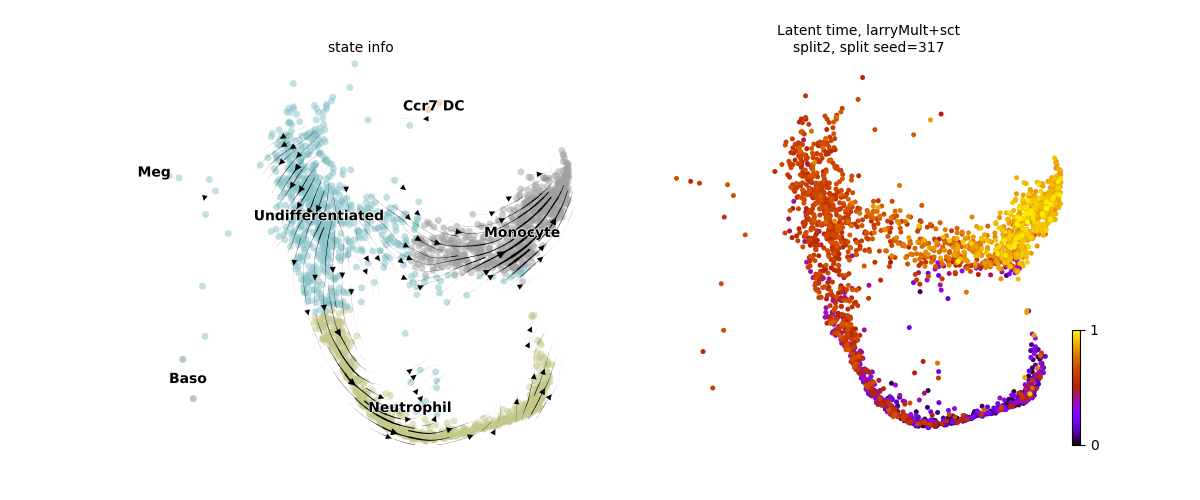 state info
Latent time, larryMult+sct
split2, split seed=317
Ccr7 DC
Meg
Undifferentiated
Monocyte
Baso
Neutrophil
1
0